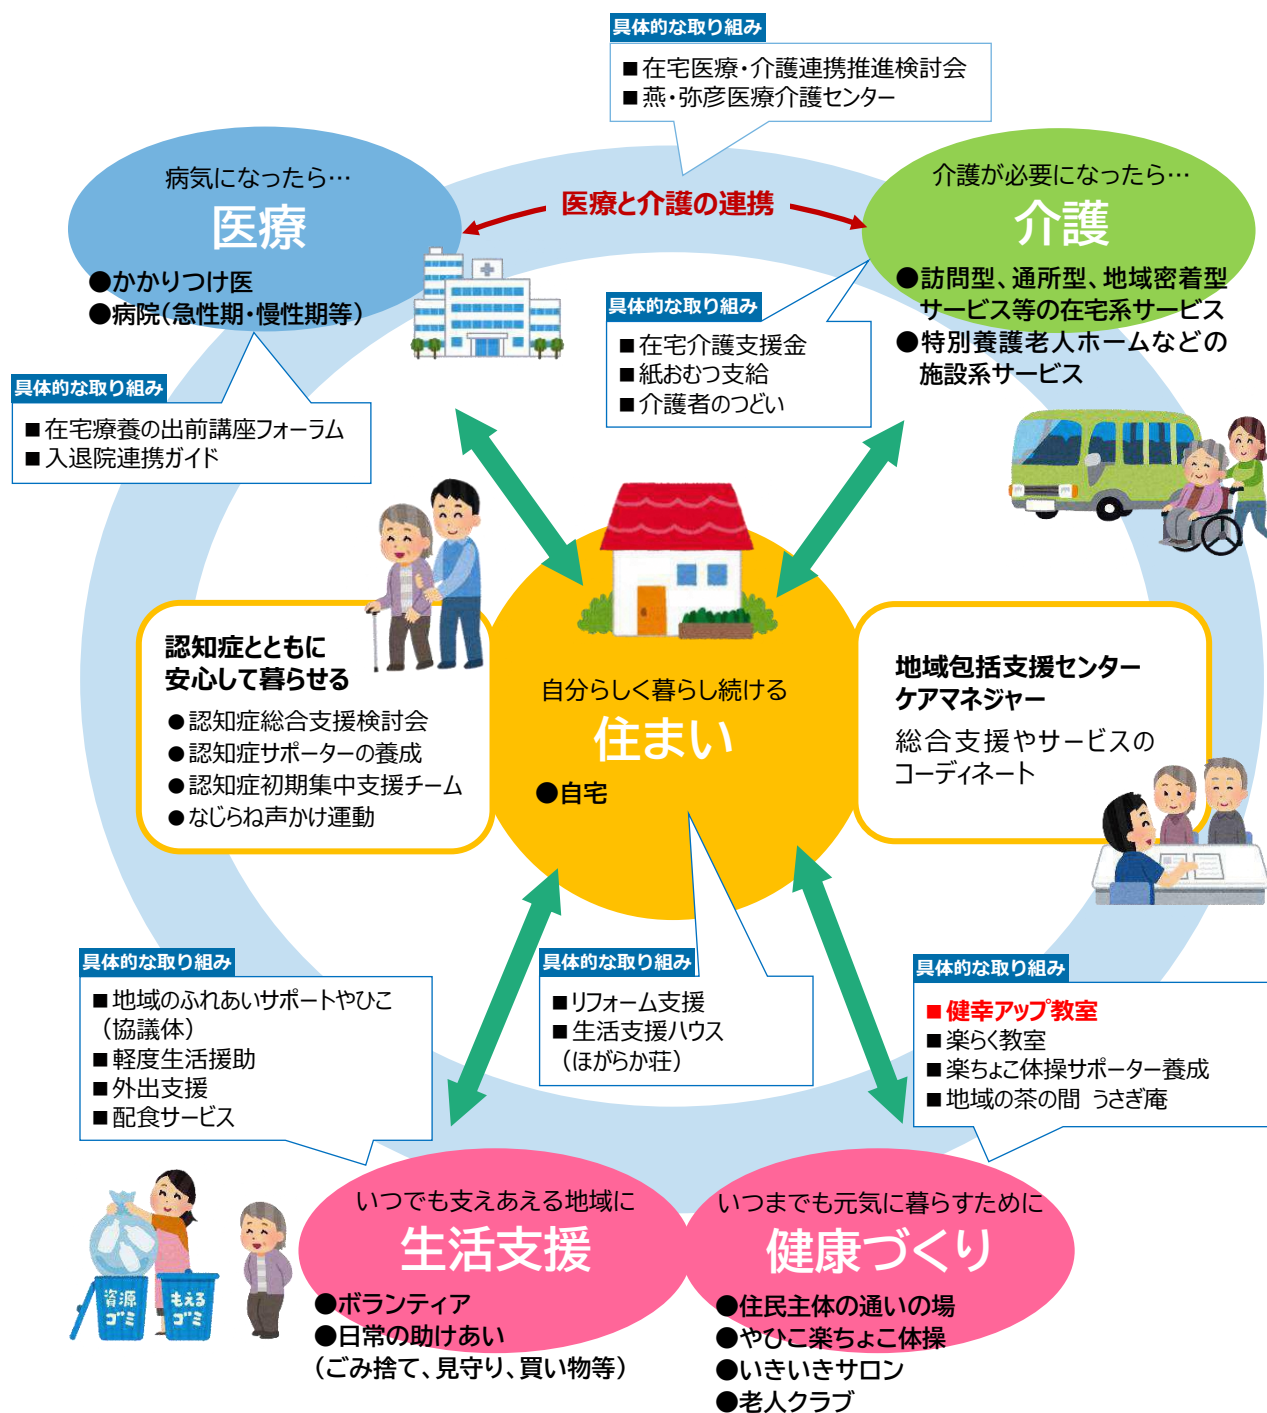 具体的な取り組み
■在宅医療・介護連携推進検討会
■燕・弥彦医療介護センター
病気になったら…
医療
●かかりつけ医
●病院(急性期・慢性期等)
医療と介護の連携
介護が必要になったら…
介護
●訪問型、通所型、地域密着型
サービス等の在宅系サービス
●特別養護老人ホームなどの
施設系サービス
具体的な取り組み
■在宅介護支援金
■紙おむつ支給
■介護者のつどい
具体的な取り組み
■在宅療養の出前講座フォーラム
■入退院連携ガイド
認知症とともに
安心して暮らせる
●認知症総合支援検討会
●認知症サポーターの養成
●認知症初期集中支援チーム
●なじらね声かけ運動
自分らしく暮らし続ける
住まい
●自宅
地域包括支援センター
ケアマネジャー
総合支援やサービスの
コーディネート
具体的な取り組み
■地域のふれあいサポートやひこ
(協議体)
■軽度生活援助
■外出支援
■配食サービス
具体的な取り組み
■リフォーム支援
■生活支援ハウス
(ほがらか荘)
具体的な取り組み
■健幸アップ教室
■楽らく教室
■楽ちょこ体操サポーター養成
■地域の茶の間 うさぎ庵
資源
ゴミ
もえる
ゴミ
いつでも支えあえる地域に
生活支援
●ボランティア
●日常の助けあい
(ごみ捨て、見守り、買い物等)
いつまでも元気に暮らすために
健康づくり
●住民主体の通いの場
●やひこ楽ちょこ体操
●いきいきサロン
●老人クラブ